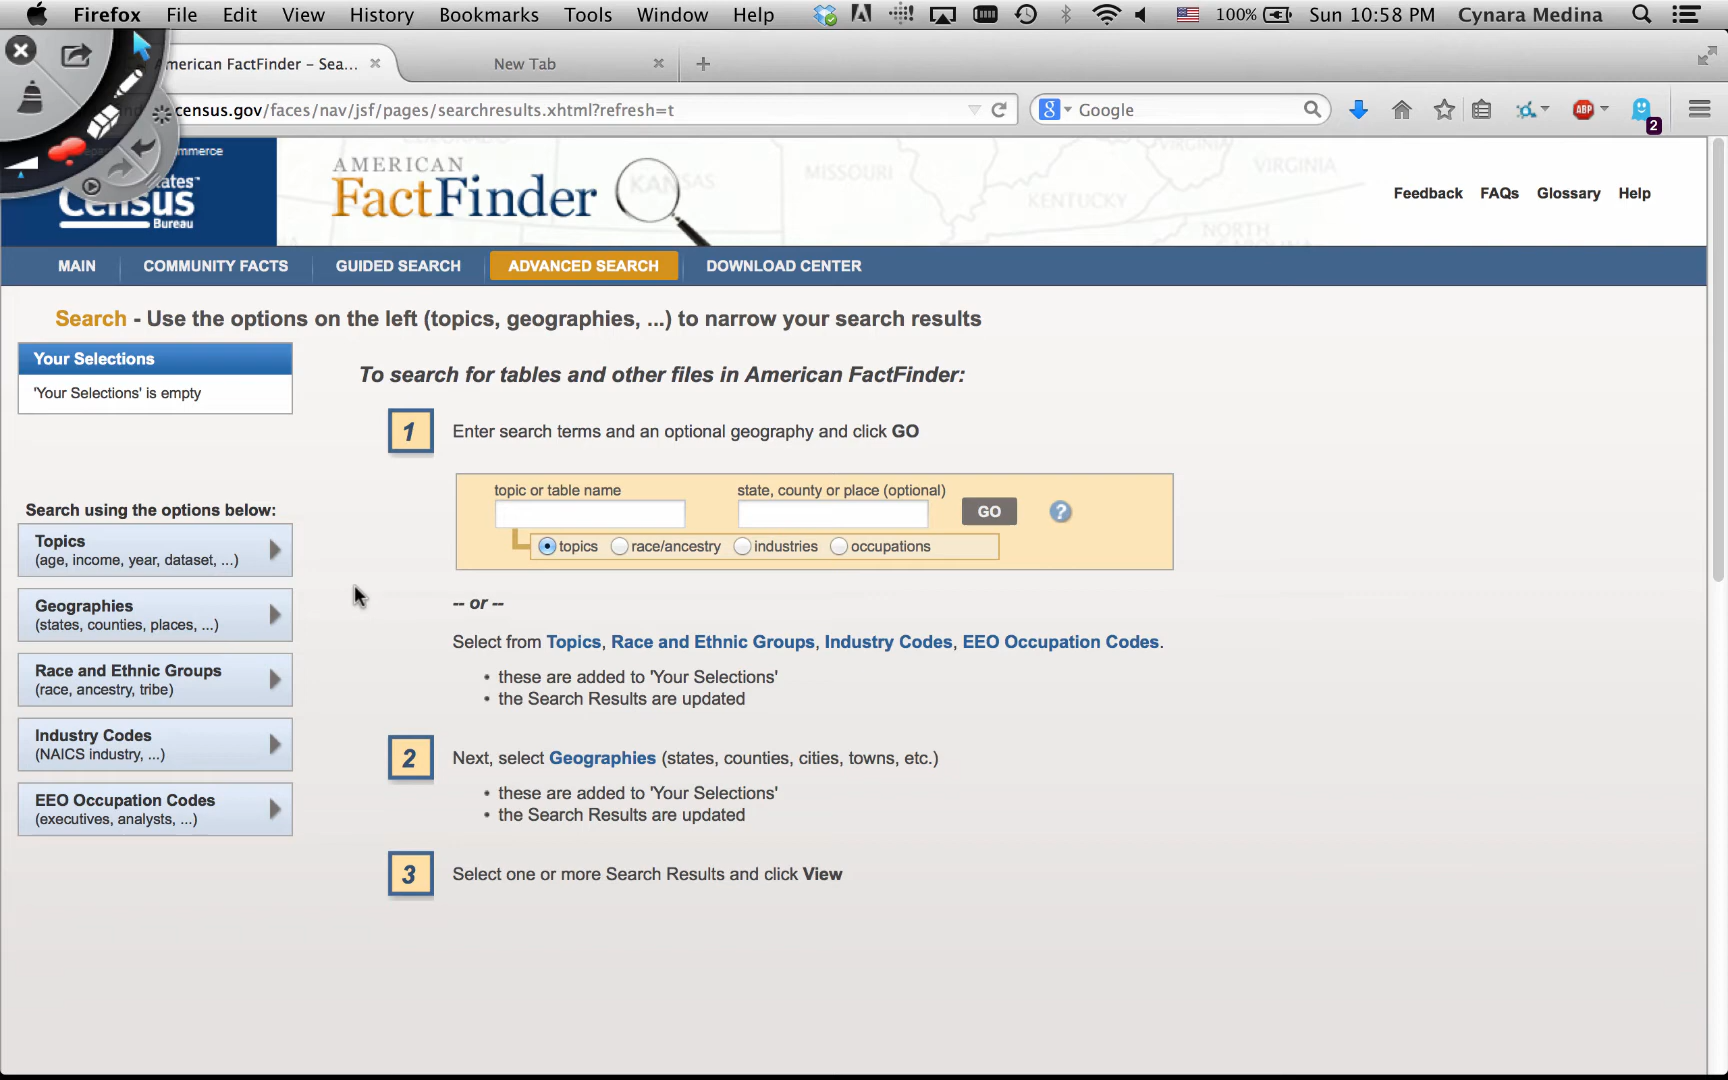 Firefox File Edit View History Bookmarks Tools Window Help 100% Sun 10:58 PM Cynara Medina
merican FactFinder – Sea... New Tab
census.gov/faces/nav/jsf/pages/searchresults.xhtml?refresh=t Google ABP 2
mmerce
Census
Bureau
AMERICAN
FactFinder
KANSAS MISSOURI KENTUCKY VIRGINIA VIRGINIA NORTH
Feedback FAQs Glossary Help
MAIN COMMUNITY FACTS GUIDED SEARCH ADVANCED SEARCH DOWNLOAD CENTER
Search - Use the options on the left (topics, geographies, ...) to narrow your search results
Your Selections
'Your Selections' is empty
Search using the options below:
Topics
(age, income, year, dataset, ...)
Geographies
(states, counties, places, ...)
Race and Ethnic Groups
(race, ancestry, tribe)
Industry Codes
(NAICS industry, ...)
EEO Occupation Codes
(executives, analysts, ...)
To search for tables and other files in American FactFinder:
1 Enter search terms and an optional geography and click GO
topic or table name state, county or place (optional)
GO ?
topics race/ancestry industries occupations
-- or --
Select from Topics, Race and Ethnic Groups, Industry Codes, EEO Occupation Codes.
• these are added to 'Your Selections'
• the Search Results are updated
2 Next, select Geographies (states, counties, cities, towns, etc.)
• these are added to 'Your Selections'
• the Search Results are updated
3 Select one or more Search Results and click View